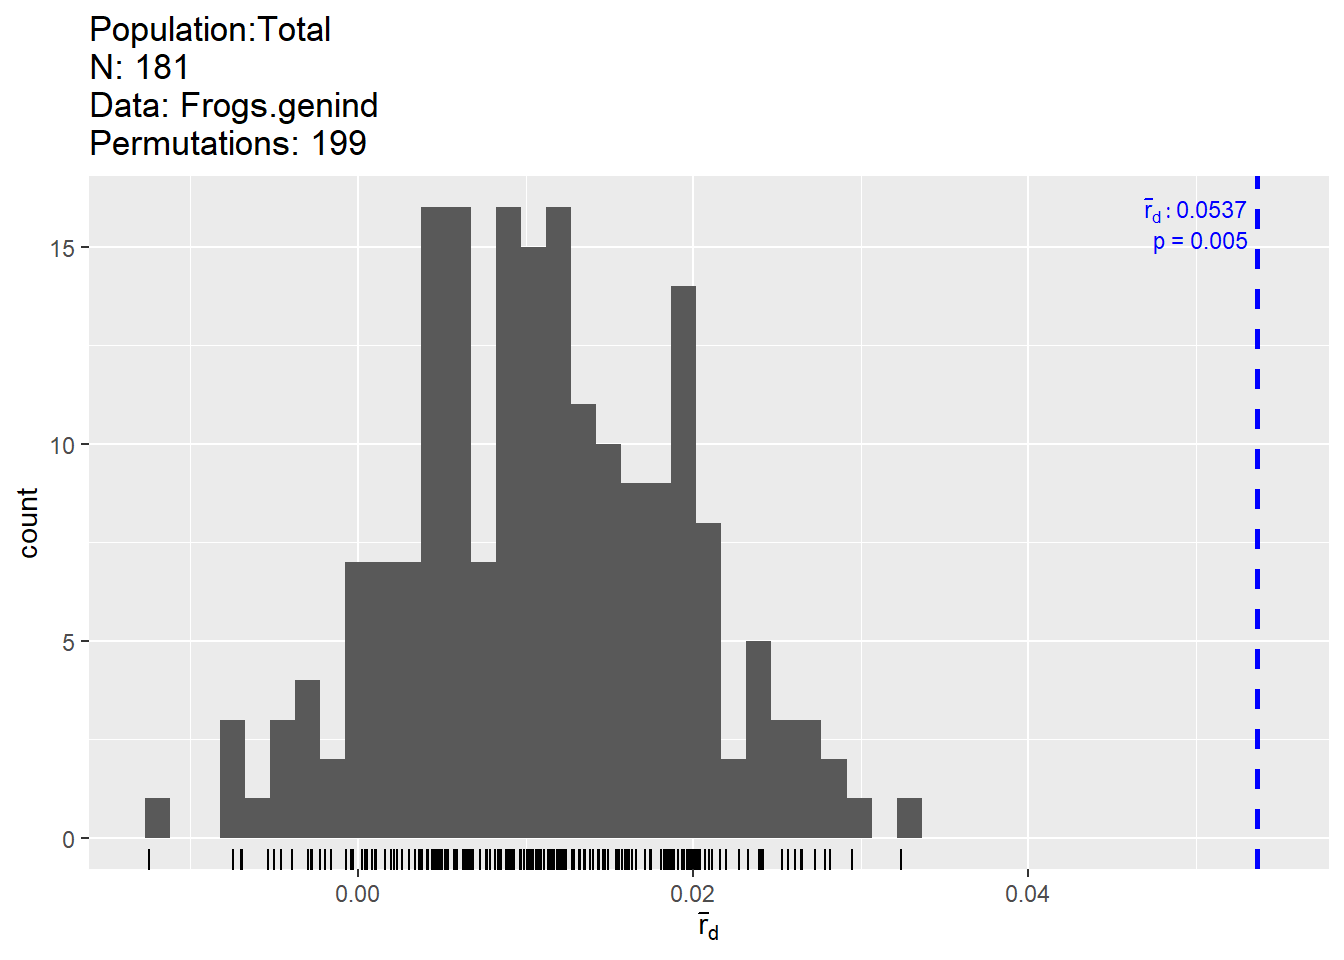 Population:Total
N: 181
Data: Frogs.genind
Permutations: 199
r̄d : 0.0537
p = 0.005
15
10
5
0
count
0.00
0.02
0.04
r̄d